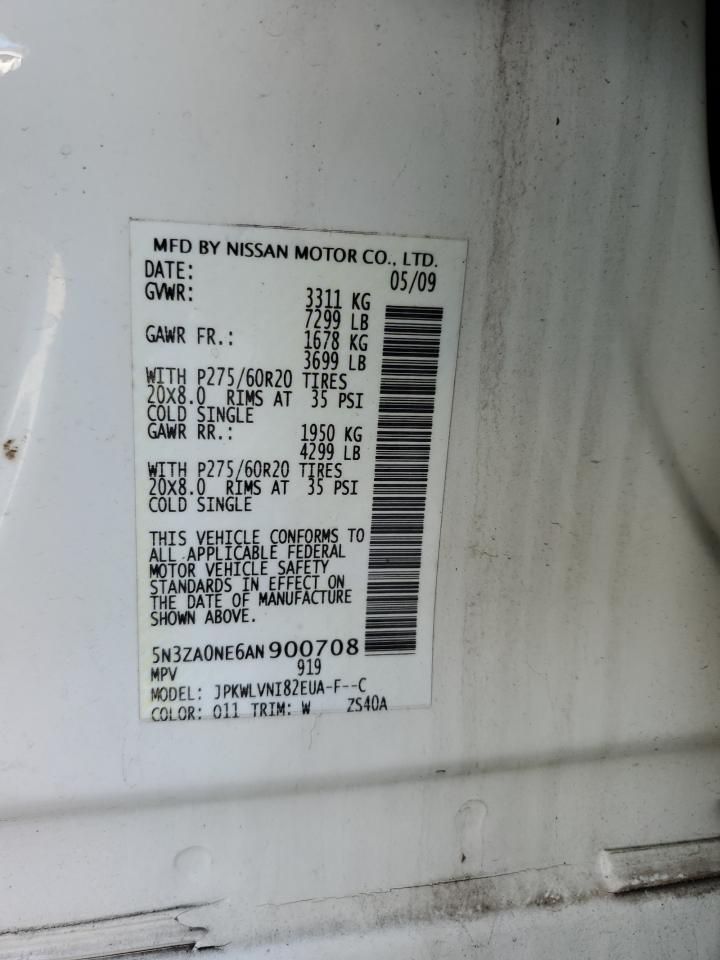 MFD BY NISSAN MOTOR CO., LTD.
DATE: 05/09
GVWR: 3311 KG
7299 LB
GAWR FR.: 1678 KG
3699 LB
WITH P275/60R20 TIRES
20X8.0 RIMS AT 35 PSI
COLD SINGLE
GAWR RR.: 1950 KG
4299 LB
WITH P275/60R20 TIRES
20X8.0 RIMS AT 35 PSI
COLD SINGLE
THIS VEHICLE CONFORMS TO
ALL APPLICABLE FEDERAL
MOTOR VEHICLE SAFETY
STANDARDS IN EFFECT ON
THE DATE OF MANUFACTURE
SHOWN ABOVE.
5N3ZA0NE6AN900708
MPV 919
MODEL: JPKWLVNI82EUA-F--C
COLOR: 011 TRIM: W ZS40A